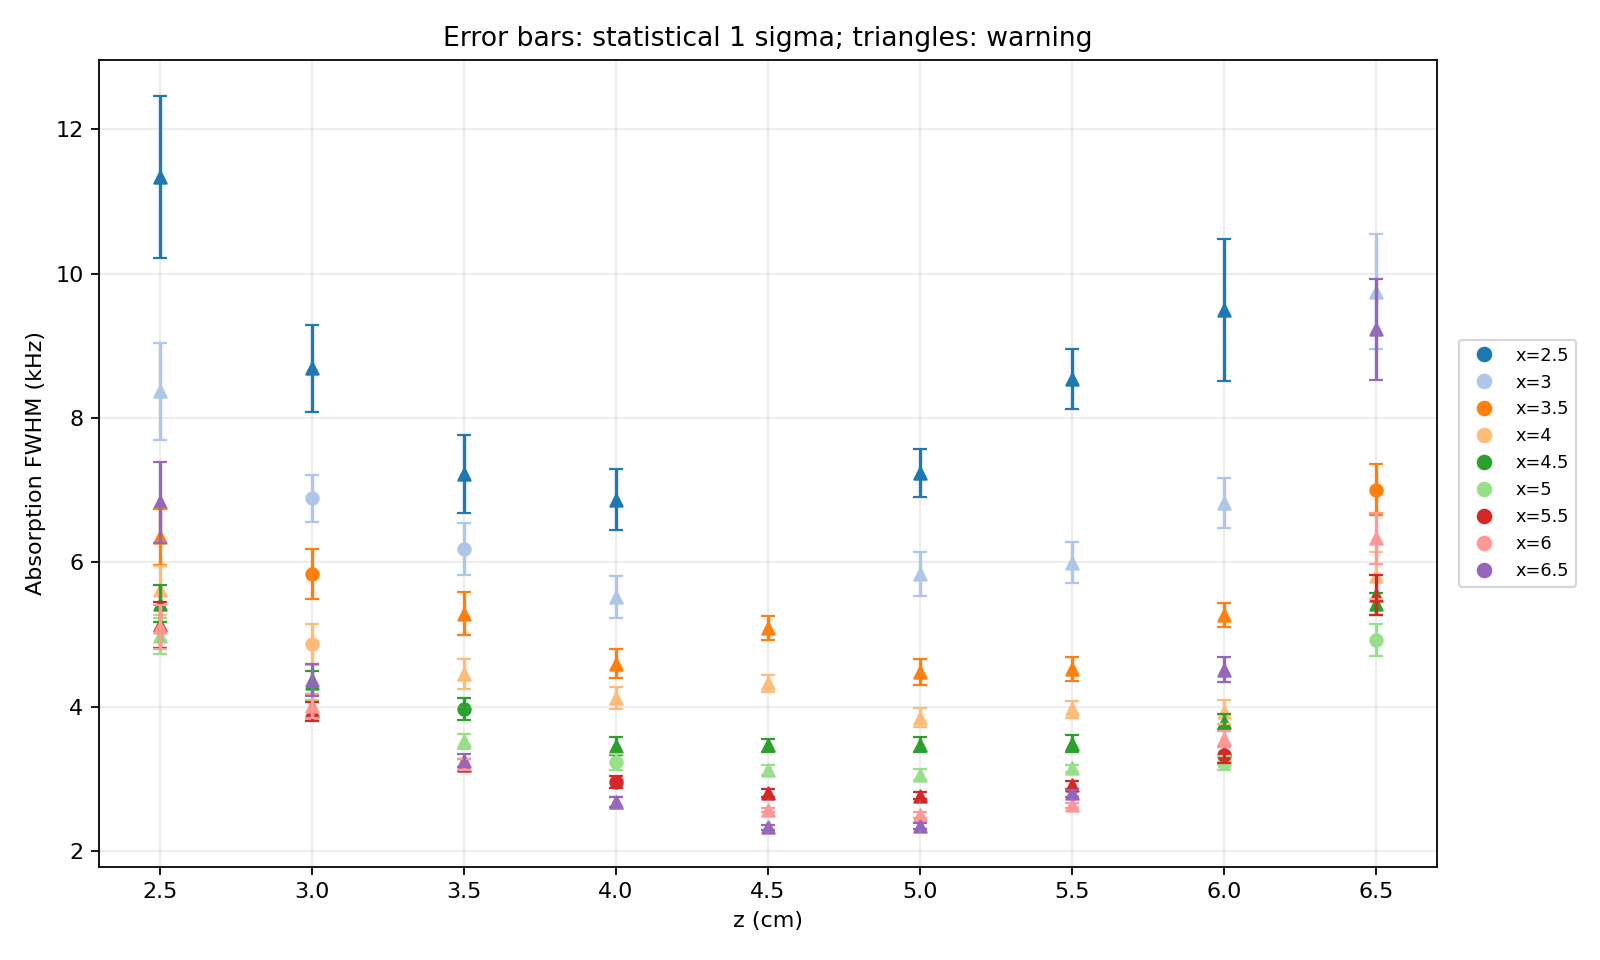 Error bars: statistical 1 sigma; triangles: warning
Absorption FWHM (kHz)
12
10
8
6
4
2
2.5 3.0 3.5 4.0 4.5 5.0 5.5 6.0 6.5
z (cm)
x=2.5
x=3
x=3.5
x=4
x=4.5
x=5
x=5.5
x=6
x=6.5